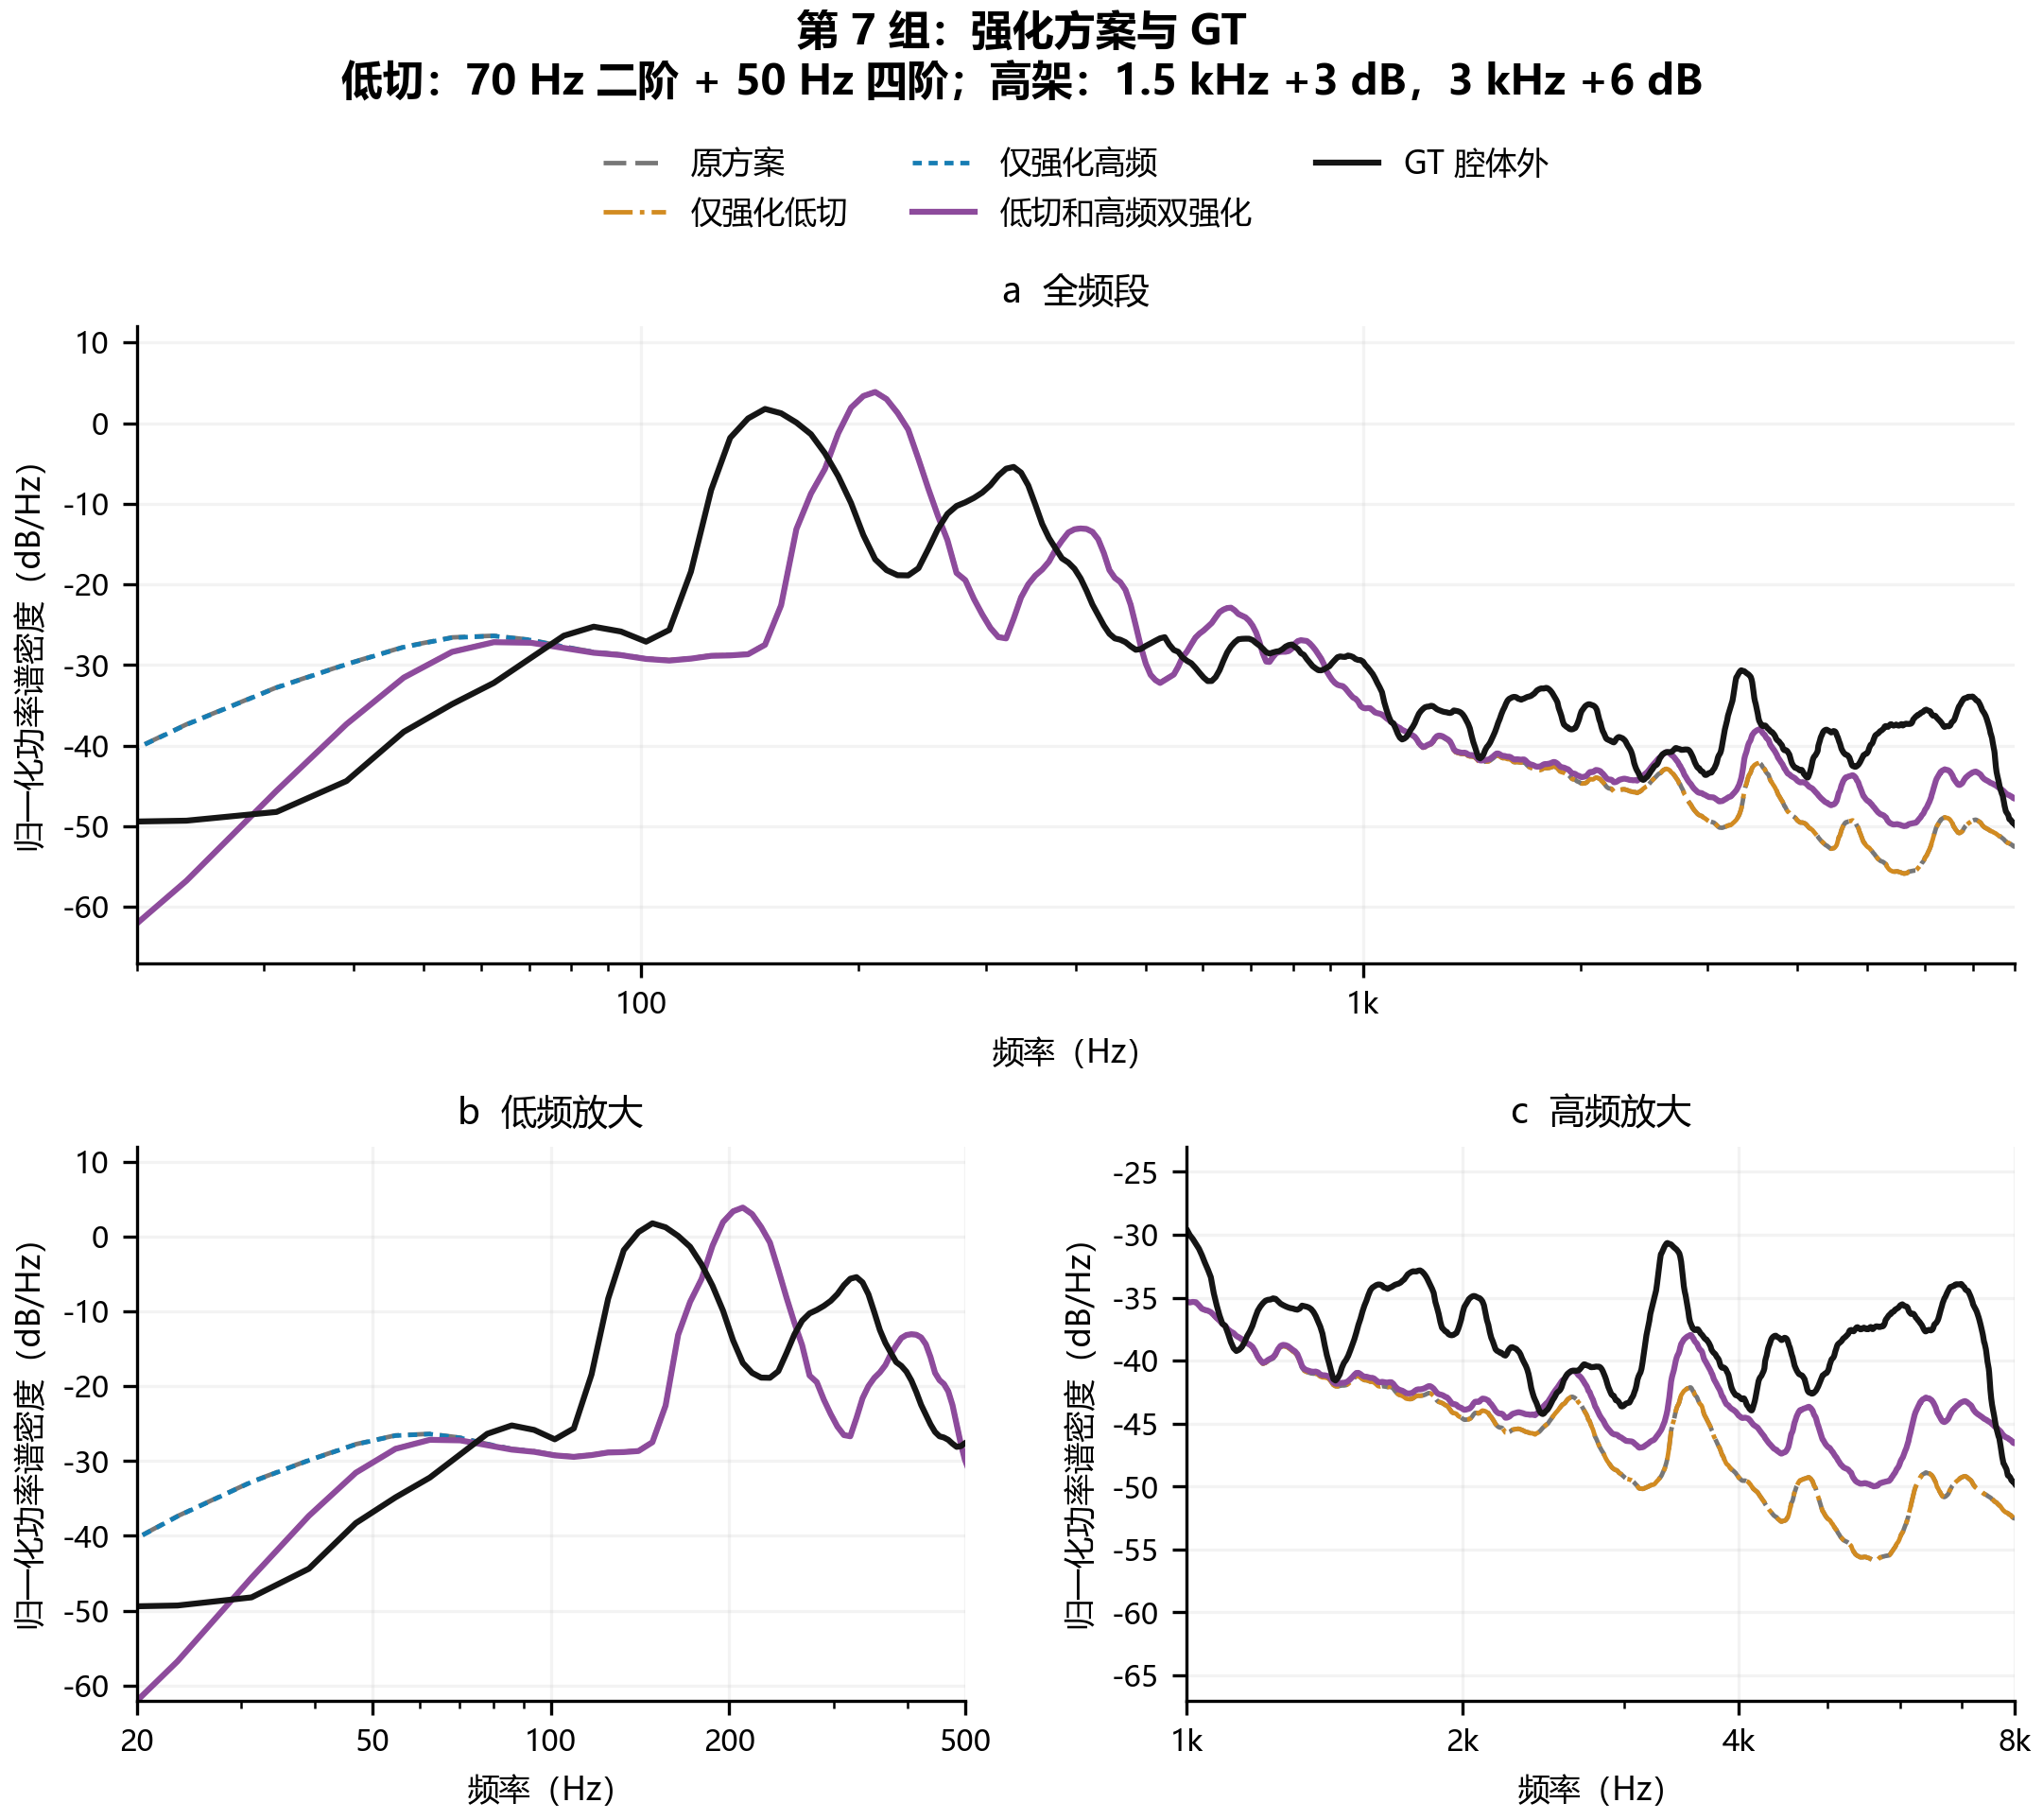 第 7 组：强化方案与 GT
低切：70 Hz 二阶 + 50 Hz 四阶；高架：1.5 kHz +3 dB，3 kHz +6 dB
原方案
仅强化高频
GT 腔体外
仅强化低切
低切和高频双强化
a 全频段
归一化功率谱密度（dB/Hz）
10
0
-10
-20
-30
-40
-50
-60
100
1k
频率（Hz）
b 低频放大
归一化功率谱密度（dB/Hz）
10
0
-10
-20
-30
-40
-50
-60
20
50
100
200
500
频率（Hz）
c 高频放大
归一化功率谱密度（dB/Hz）
-25
-30
-35
-40
-45
-50
-55
-60
-65
1k
2k
4k
8k
频率（Hz）